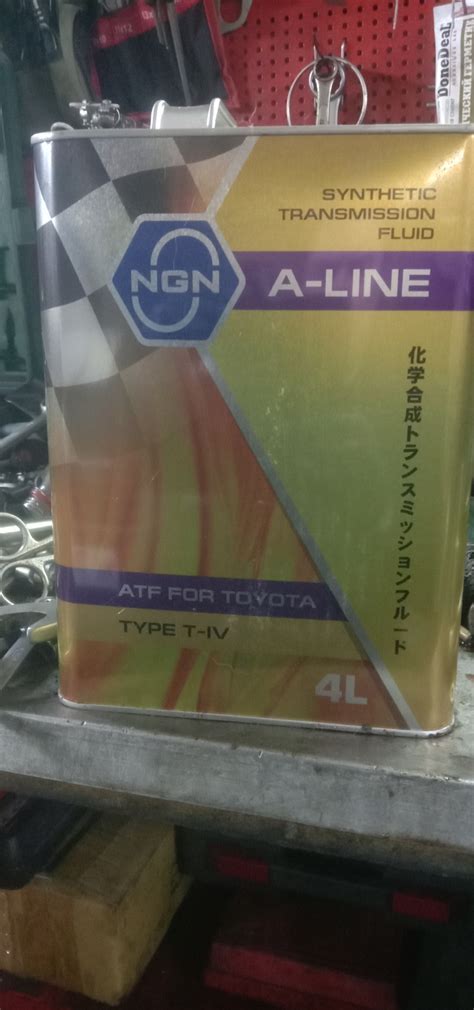 DoneDeaL
SYNTHETIC
TRANSMISSION
FLUID
NGN
A-LINE
化学合成トランスミッションフルード
ATF FOR TOYOTA
TYPE T-IV
4L